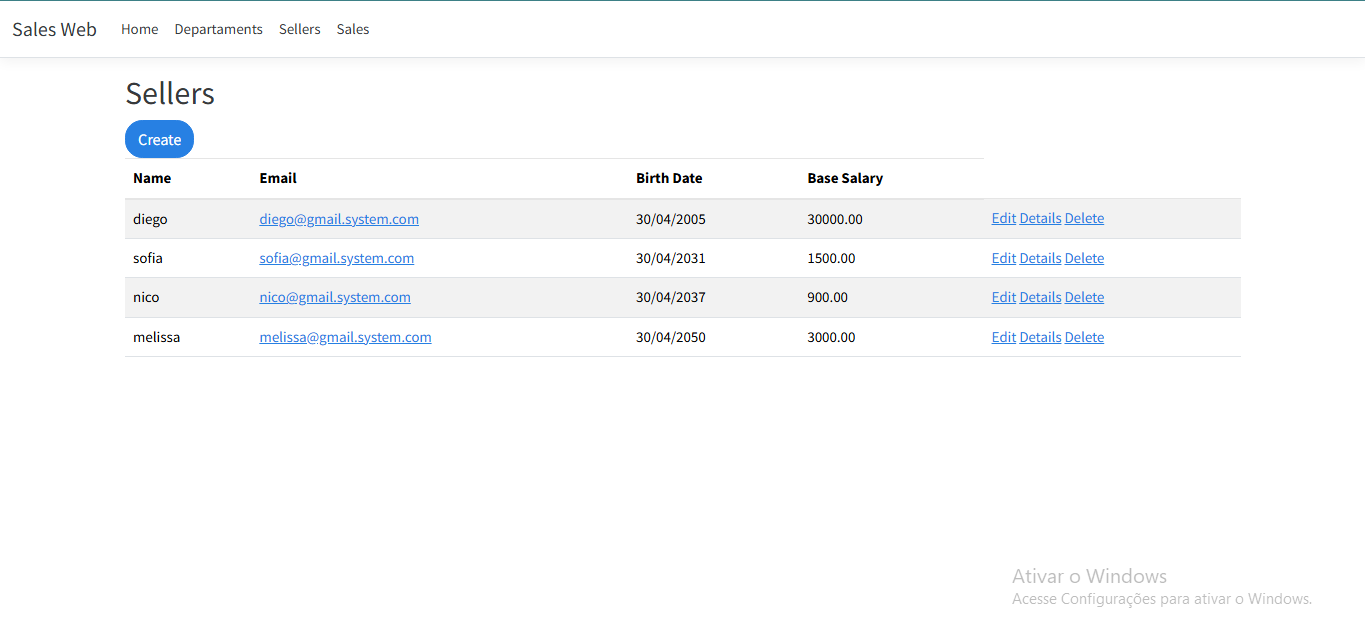 Sales Web Home Departaments Sellers Sales
Sellers
Create
Name Email Birth Date Base Salary
diego diego@gmail.system.com 30/04/2005 30000.00 Edit Details Delete
sofia sofia@gmail.system.com 30/04/2031 1500.00 Edit Details Delete
nico nico@gmail.system.com 30/04/2037 900.00 Edit Details Delete
melissa melissa@gmail.system.com 30/04/2050 3000.00 Edit Details Delete
Ativar o Windows
Acesse Configurações para ativar o Windows.